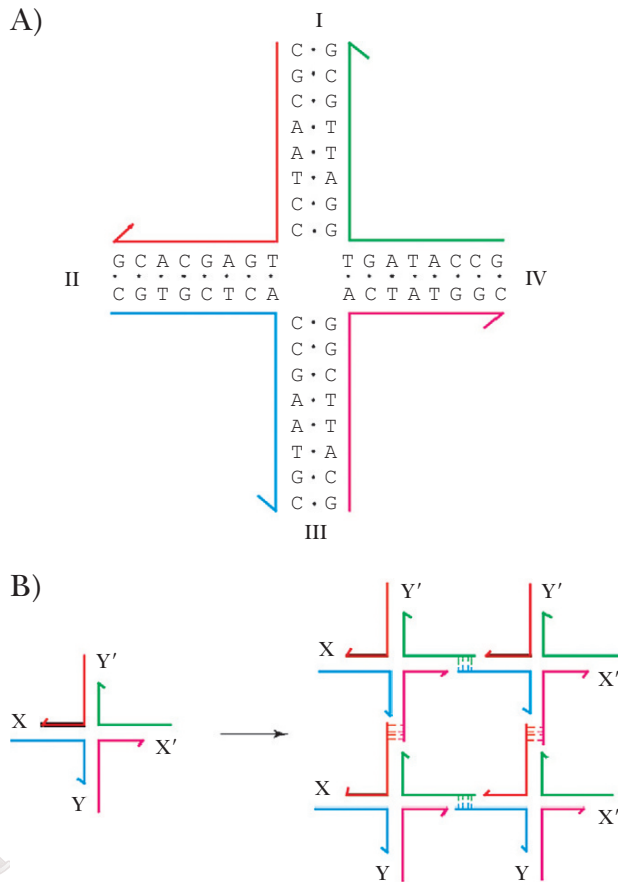 A)
I
C · G
G · C
C · G
A · T
A · T
T · A
C · G
C · G
II
G C A C G A G T
T G A T A C C G
· · · · · · · ·
· · · · · · · ·
C G T G C T C A
A C T A T G G C
IV
C · G
C · G
G · C
A · T
A · T
T · A
G · C
C · G
III
B)
Y′
X
X′
Y
Y′
Y′
X
X′
X
X′
Y
Y